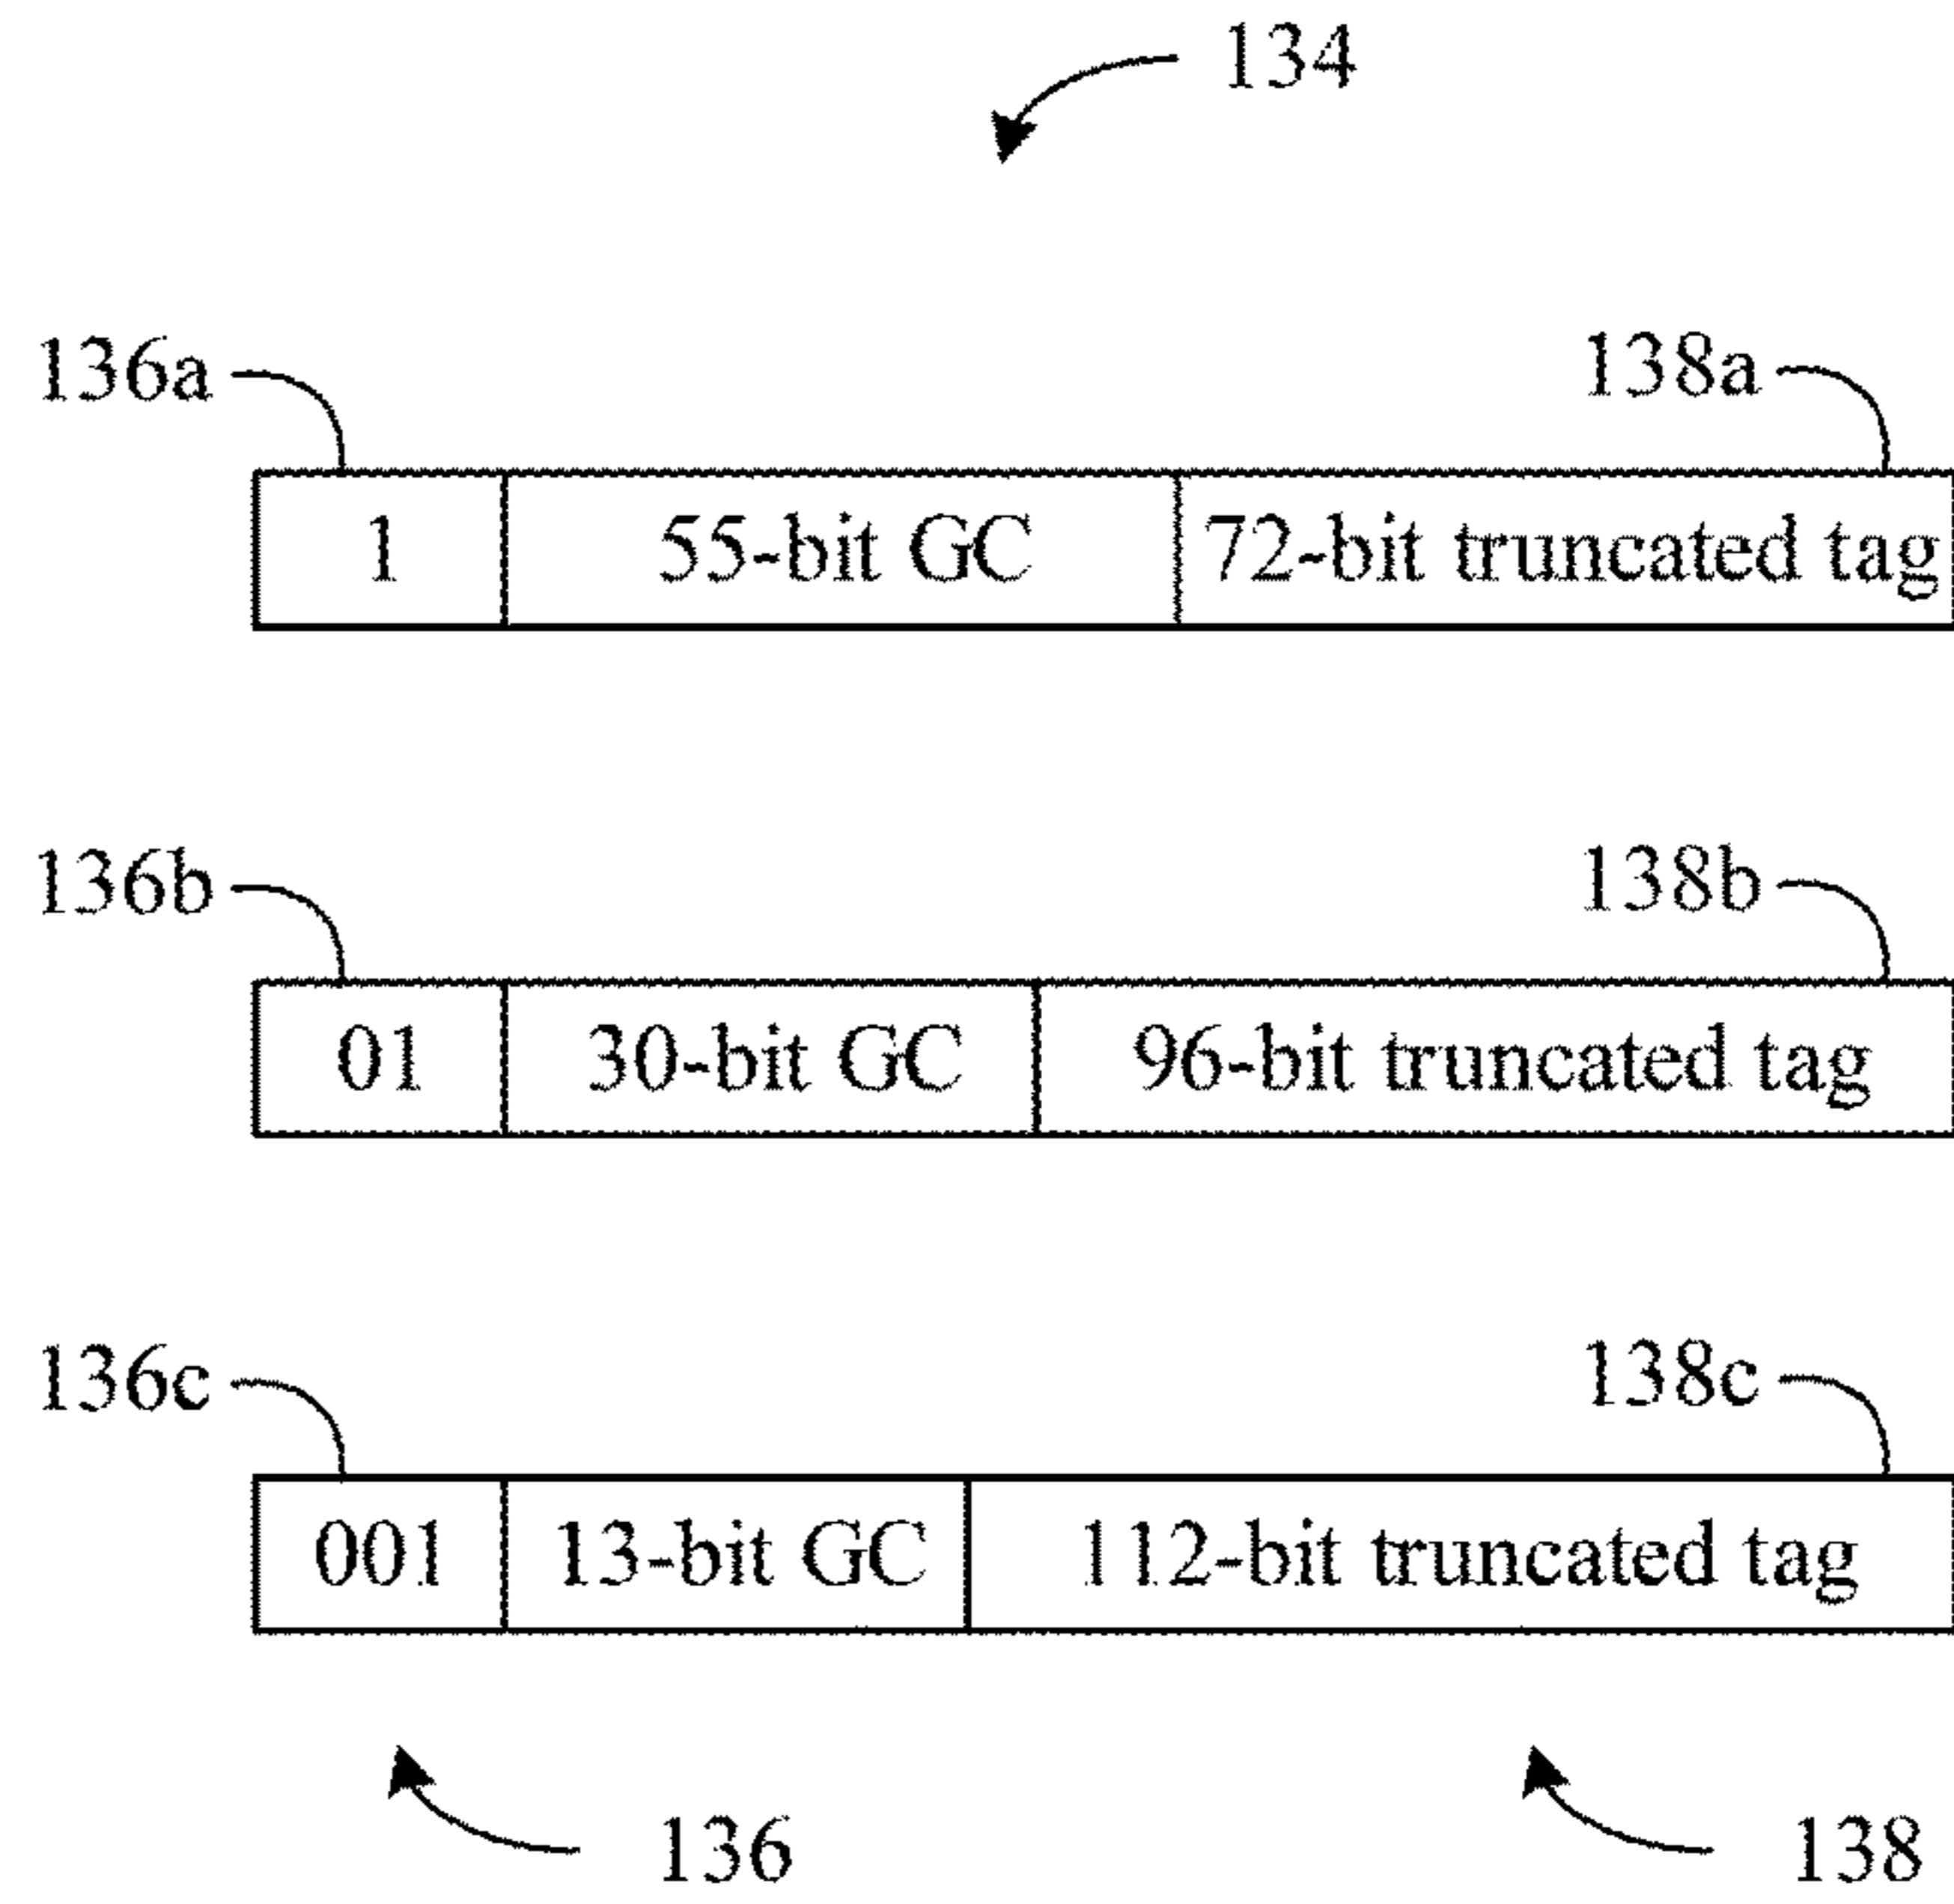 134
136a 138a
1 55-bit GC 72-bit truncated tag
136b 138b
01 30-bit GC 96-bit truncated tag
136c 138c
001 13-bit GC 112-bit truncated tag
136 138